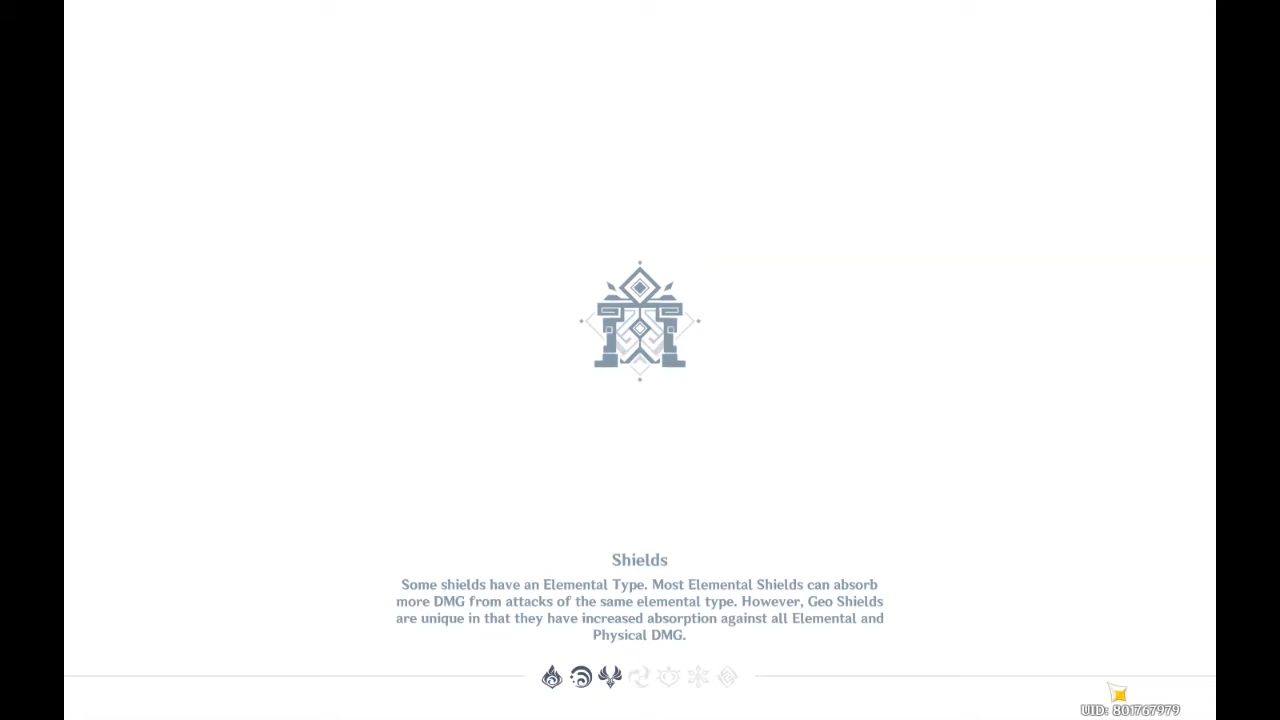 Shields
Some shields have an Elemental Type. Most Elemental Shields can absorb
more DMG from attacks of the same elemental type. However, Geo Shields
are unique in that they have increased absorption against all Elemental and
Physical DMG.
UID: 801767979